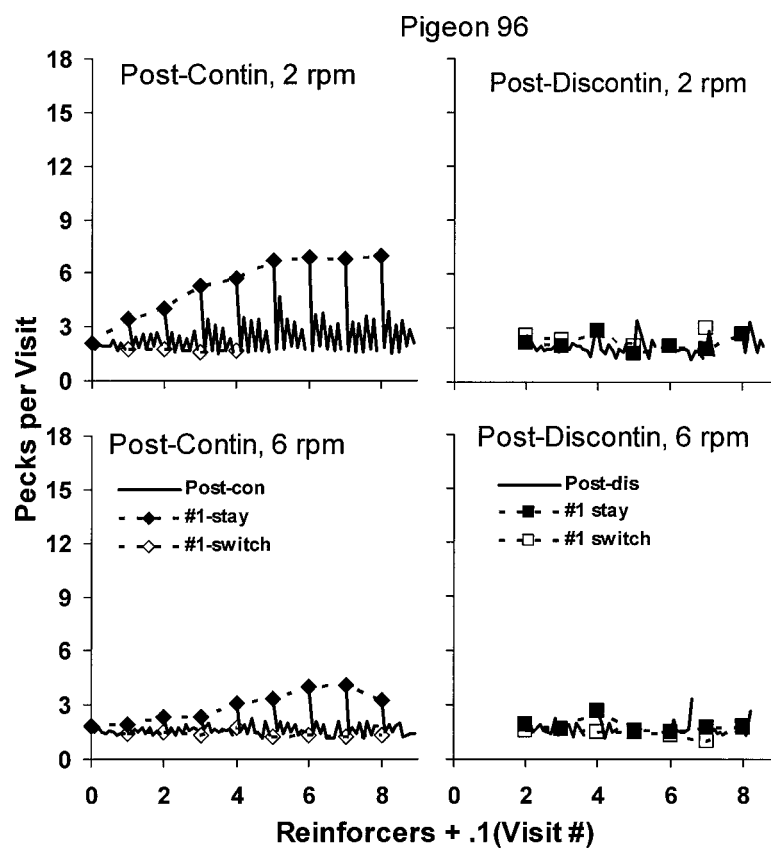 Pigeon 96
Post-Contin, 2 rpm
Post-Discontin, 2 rpm
18
15
12
9
6
3
0
Post-Contin, 6 rpm
Post-Discontin, 6 rpm
18
15
12
9
6
3
0
Post-con
#1-stay
#1-switch
Post-dis
#1 stay
#1 switch
0 2 4 6 8
0 2 4 6 8
Pecks per Visit
Reinforcers + .1(Visit #)